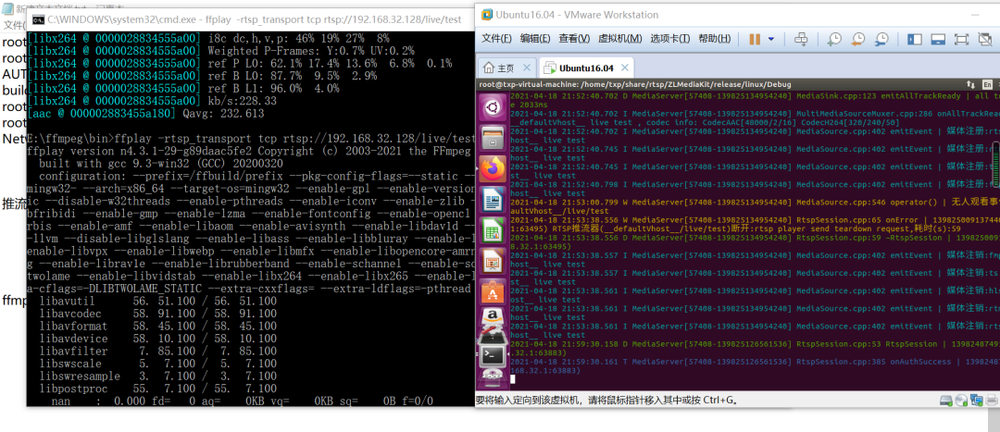 新建文本文档 - 记事本
文件(
root
root
AUT
build
root
root
Netw
推流
ffmp
C:\WINDOWS\system32\cmd.exe - ffplay -rtsp_transport tcp rtsp://192.168.32.128/live/test
[libx264 @ 0000028834555a00] i8c dc,h,v,p: 46% 19% 27% 8%
[libx264 @ 0000028834555a00] Weighted P-Frames: Y:0.7% UV:0.2%
[libx264 @ 0000028834555a00] ref P L0: 62.1% 17.4% 13.6% 6.8% 0.1%
[libx264 @ 0000028834555a00] ref B L0: 87.7% 9.5% 2.9%
[libx264 @ 0000028834555a00] ref B L1: 96.0% 4.0%
[libx264 @ 0000028834555a00] kb/s:228.33
[aac @ 000002883455a180] Qavg: 232.613
E:\ffmpeg\bin>ffplay -rtsp_transport tcp rtsp://192.168.32.128/live/test
ffplay version n4.3.1-29-g89daac5fe2 Copyright (c) 2003-2021 the FFmpeg
built with gcc 9.3-win32 (GCC) 20200320
configuration: --prefix=/ffbuild/prefix --pkg-config-flags=--static --
mingw32- --arch=x86_64 --target-os=mingw32 --enable-gpl --enable-version
ic --disable-w32threads --enable-pthreads --enable-iconv --enable-zlib -
bfribidi --enable-gmp --enable-lzma --enable-fontconfig --enable-opencl
rbis --enable-amf --enable-libaom --enable-avisynth --enable-libdav1d --
-llvm --disable-libglslang --enable-libass --enable-libbluray --enable-l
enable-libvpx --enable-libwebp --enable-libmfx --enable-libopencore-amrn
g --enable-librav1e --enable-librubberband --enable-schannel --enable-sd
twolame --enable-libvidstab --enable-libx264 --enable-libx265 --enable-l
a-cflags=-DLIBTWOLAME_STATIC --extra-cxxflags= --extra-ldflags=-pthread
libavutil 56. 51.100 / 56. 51.100
libavcodec 58. 91.100 / 58. 91.100
libavformat 58. 45.100 / 58. 45.100
libavdevice 58. 10.100 / 58. 10.100
libavfilter 7. 85.100 / 7. 85.100
libswscale 5. 7.100 / 5. 7.100
libswresample 3. 7.100 / 3. 7.100
libpostproc 55. 7.100 / 55. 7.100
nan : 0.000 fd= 0 aq= 0KB vq= 0KB sq= 0B f=0/0
Ubuntu16.04 - VMware Workstation
文件(F) 编辑(E) 查看(V) 虚拟机(M) 选项卡(T) 帮助(H)
主页 Ubuntu16.04
root@txp-virtual-machine: /home/txp/share/rtsp/ZLMediaKit/release/linux/Debug En
2021-04-18 21:52:40.702 D MediaServer[57408-139825134954240] MediaSink.cpp:123 emitAllTrackReady | all t
e 2033ms
2021-04-18 21:52:40.702 I MediaServer[57408-139825134954240] MultiMediaSourceMuxer.cpp:286 onAllTrackRea
__defaultVhost__ live test , codec info: CodecAAC[48000/2/16] CodecH264[320/240/50]
2021-04-18 21:52:40.702 I MediaServer[57408-139825134954240] MediaSource.cpp:402 emitEvent | 媒体注册:rt
host__ live test
2021-04-18 21:52:40.745 I MediaServer[57408-139825134954240] MediaSource.cpp:402 emitEvent | 媒体注册:rt
host__ live test
2021-04-18 21:52:40.745 I MediaServer[57408-139825134954240] MediaSource.cpp:402 emitEvent | 媒体注册:t
host__ live test
2021-04-18 21:52:40.798 I MediaServer[57408-139825134954240] MediaSource.cpp:402 emitEvent | 媒体注册:f
host__ live test
2021-04-18 21:53:00.799 W MediaServer[57408-139825134954240] MediaSource.cpp:546 operator() | 无人观看事
aultVhost__/live/test
2021-04-18 21:53:38.556 W MediaServer[57408-139825134954240] RtspSession.cpp:65 onError | 13982500913744
1:63495) RTSP推流器(__defaultVhost__/live/test)断开:rtsp player send teardown request,耗时(s):59
2021-04-18 21:53:38.556 D MediaServer[57408-139825134954240] RtspSession.cpp:59 ~RtspSession | 139825009
8.32.1:63495)
2021-04-18 21:53:38.557 I MediaServer[57408-139825134954240] MediaSource.cpp:402 emitEvent | 媒体注销:fm
host__ live test
2021-04-18 21:53:38.557 I MediaServer[57408-139825134954240] MediaSource.cpp:402 emitEvent | 媒体注销:ts
st__ live test
2021-04-18 21:53:38.561 I MediaServer[57408-139825134954240] MediaSource.cpp:402 emitEvent | 媒体注销:hl
ost__ live test
2021-04-18 21:53:38.561 I MediaServer[57408-139825134954240] MediaSource.cpp:402 emitEvent | 媒体注销:rt
host__ live test
2021-04-18 21:53:38.561 I MediaServer[57408-139825134954240] MediaSource.cpp:402 emitEvent | 媒体注销:rt
host__ live test
2021-04-18 21:59:30.158 D MediaServer[57408-139825126561536] RtspSession.cpp:53 RtspSession | 1398248749
.32.1:63883)
2021-04-18 21:59:30.161 T MediaServer[57408-139825126561536] RtspSession.cpp:385 onAuthSuccess | 1398248
168.32.1:63883)
要将输入定向到该虚拟机，请将鼠标指针移入其中或按 Ctrl+G。